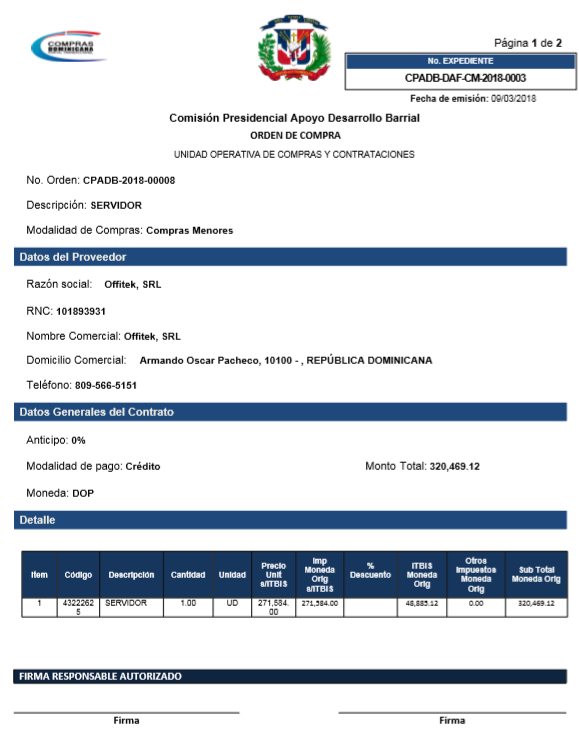 COMPRAS
DOMINICANA
Página 1 de 2
No. EXPEDIENTE
CPADB-DAF-CM-2018-0003
Fecha de emisión: 09/03/2018
Comisión Presidencial Apoyo Desarrollo Barrial
ORDEN DE COMPRA
UNIDAD OPERATIVA DE COMPRAS Y CONTRATACIONES
No. Orden: CPADB-2018-00008
Descripción: SERVIDOR
Modalidad de Compras: Compras Menores
Datos del Proveedor
Razón social: Offitek, SRL
RNC: 101893931
Nombre Comercial: Offitek, SRL
Domicilio Comercial: Armando Oscar Pacheco, 10100 - , REPÚBLICA DOMINICANA
Teléfono: 809-566-5151
Datos Generales del Contrato
Anticipo: 0%
Modalidad de pago: Crédito Monto Total: 320,469.12
Moneda: DOP
Detalle
Item Código Descripción Cantidad Unidad Precio Unit s/ITBIS Imp Moneda Orig s/ITBIS % Descuento ITBIS Moneda Orig Otros Impuestos Moneda Orig Sub Total Moneda Orig
1 43222625 SERVIDOR 1.00 UD 271,584.00 271,584.00 48,885.12 0.00 320,469.12
FIRMA RESPONSABLE AUTORIZADO
Firma Firma